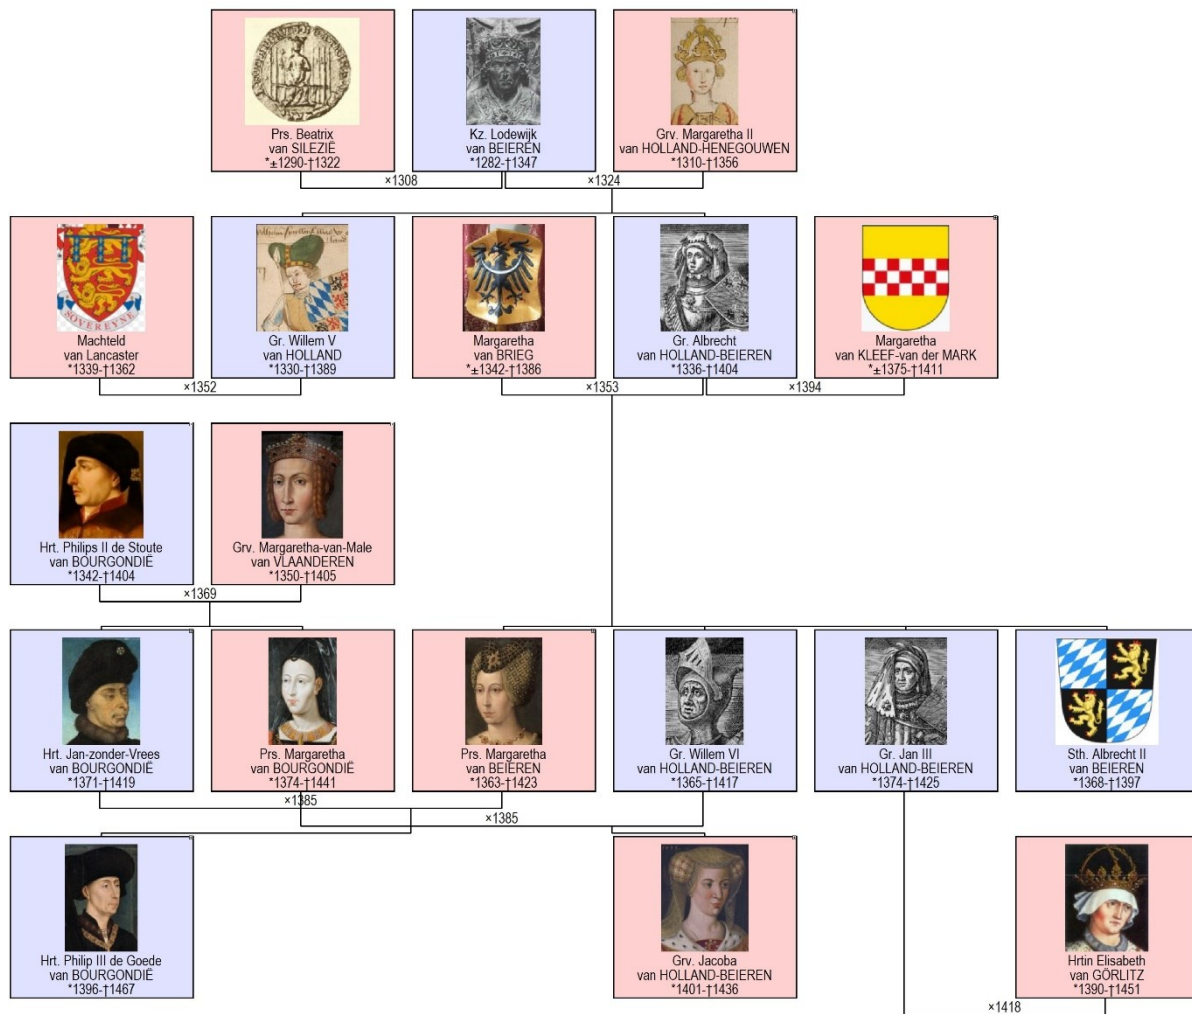 Prs. Beatrix
van SILEZIË
*±1290-†1322
Kz. Lodewijk
van BEIEREN
*1282-†1347
Grv. Margaretha II
van HOLLAND-HENEGOUWEN
*1310-†1356
×1308
×1324
SOVEREYNE
Machteld
van Lancaster
*1339-†1362
Gr. Willem V
van HOLLAND
*1330-†1389
Margaretha
van BRIEG
*±1342-†1386
Gr. Albrecht
van HOLLAND-BEIEREN
*1336-†1404
Margaretha
van KLEEF-van der MARK
*±1375-†1411
×1352
×1353
×1394
Hrt. Philips II de Stoute
van BOURGONDIË
*1342-†1404
Grv. Margaretha-van-Male
van VLAANDEREN
*1350-†1405
×1369
Hrt. Jan-zonder-Vrees
van BOURGONDIË
*1371-†1419
Prs. Margaretha
van BOURGONDIË
*1374-†1441
Prs. Margaretha
van BEIEREN
*1363-†1423
Gr. Willem VI
van HOLLAND-BEIEREN
*1365-†1417
Gr. Jan III
van HOLLAND-BEIEREN
*1374-†1425
Sth. Albrecht II
van BEIEREN
*1368-†1397
×1385
×1385
Hrt. Philip III de Goede
van BOURGONDIË
*1396-†1467
Grv. Jacoba
van HOLLAND-BEIEREN
*1401-†1436
Hrtin Elisabeth
van GÖRLITZ
*1390-†1451
×1418